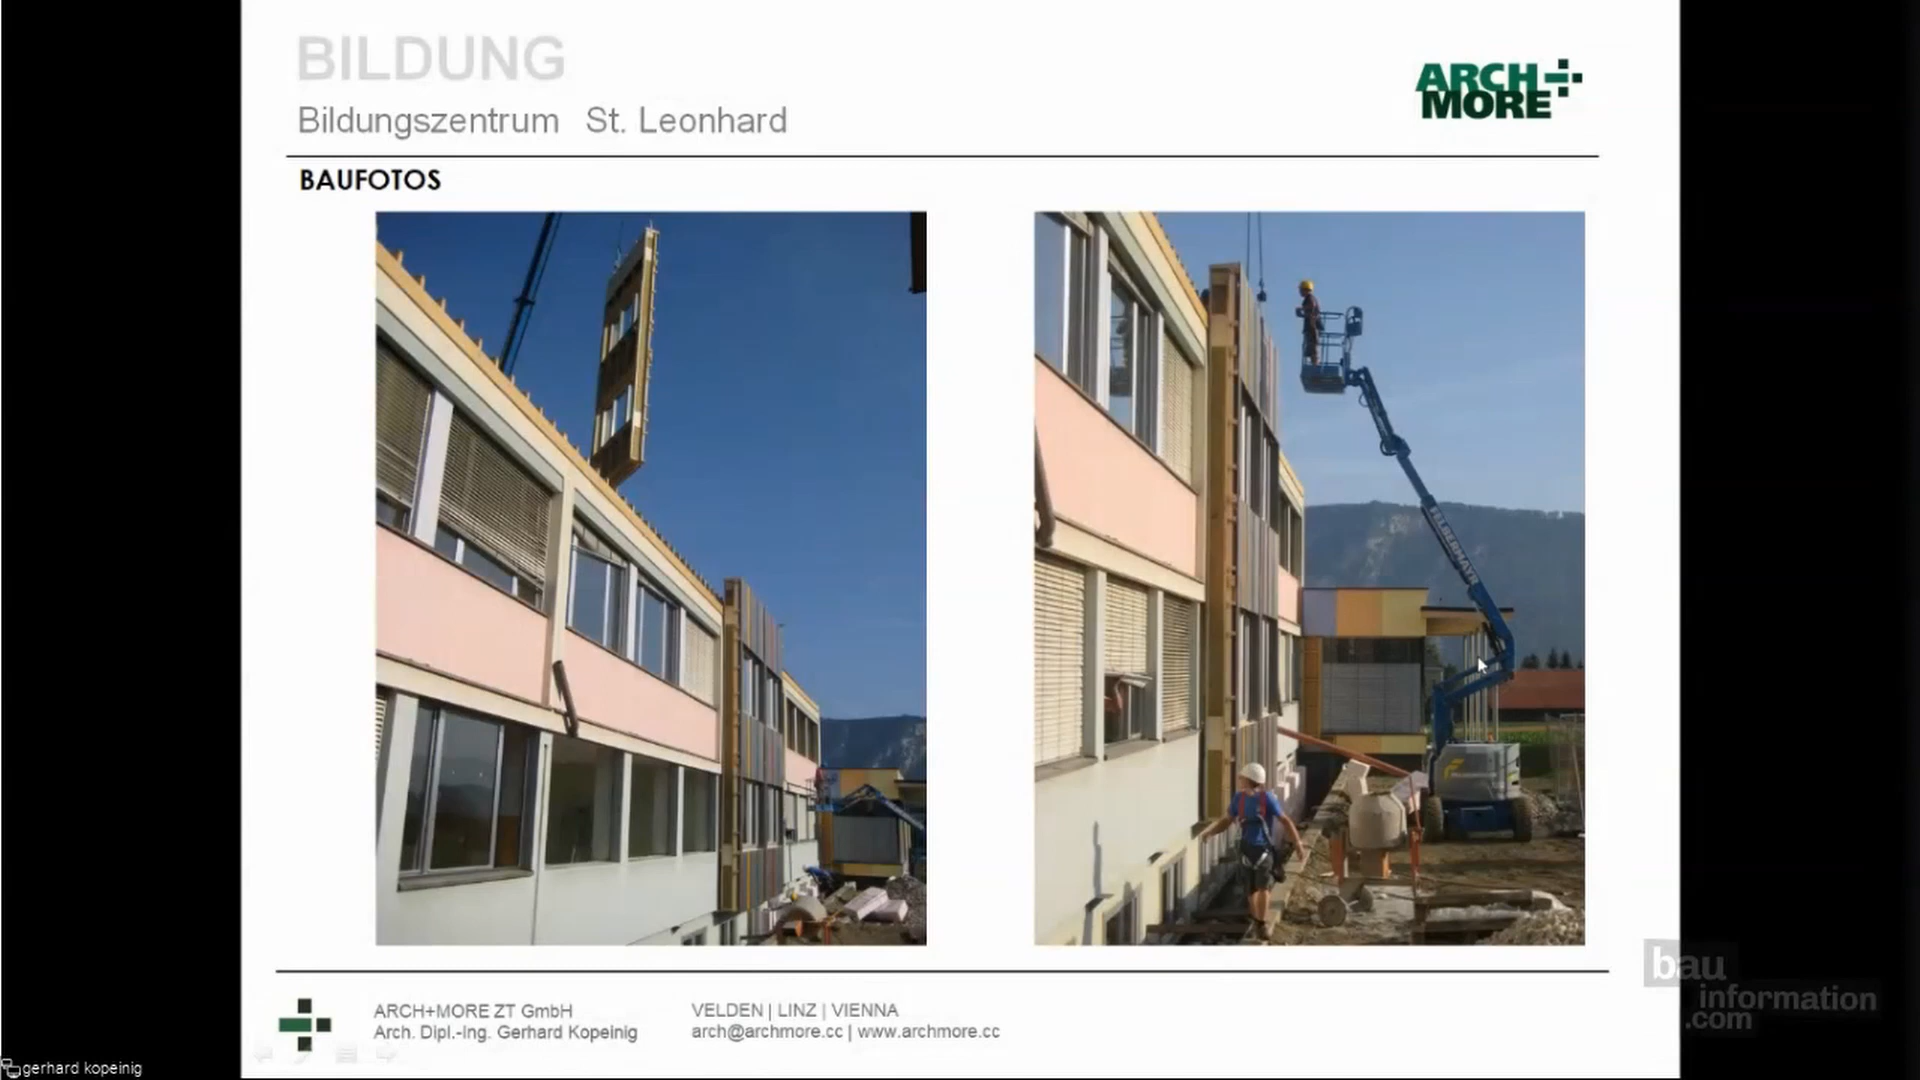 BILDUNG
Bildungszentrum St. Leonhard
ARCH
MORE
BAUFOTOS
FELBERMAYR
ARCH+MORE ZT GmbH
Arch. Dipl.-Ing. Gerhard Kopeinig
VELDEN | LINZ | VIENNA
arch@archmore.cc | www.archmore.cc
bau
information
.com
gerhard kopeinig